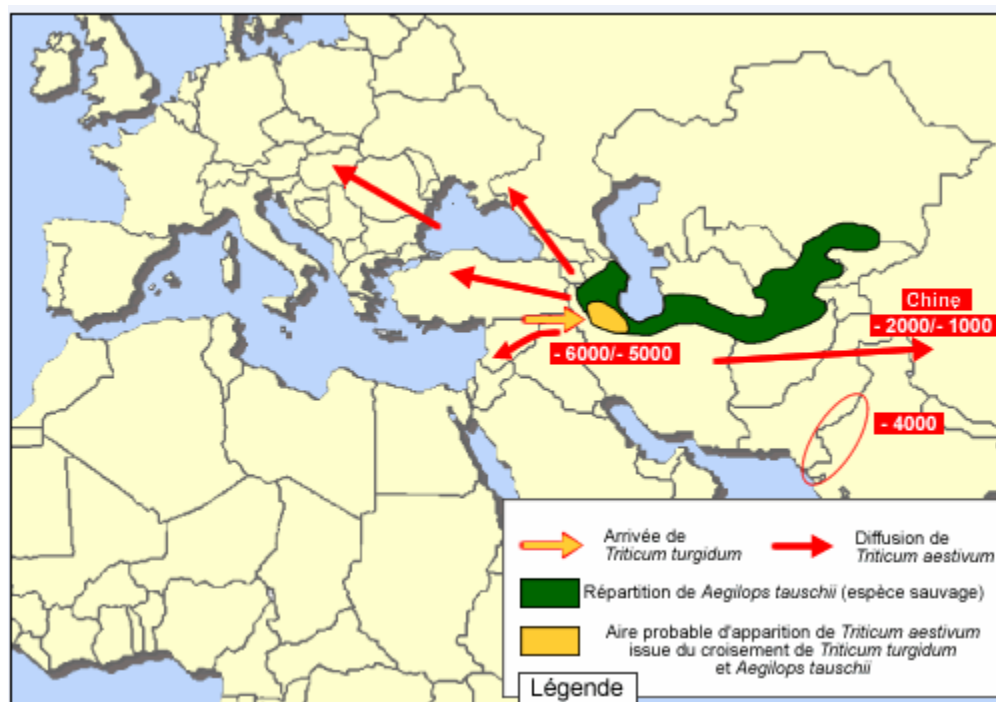 Chine
- 2000/- 1000
- 6000/- 5000
- 4000
Arrivée de
Triticum turgidum
Diffusion de
Triticum aestivum
Répartition de Aegilops tauschii (espèce sauvage)
Aire probable d'apparition de Triticum aestivum
issue du croisement de Triticum turgidum
et Aegilops tauschii
Légende